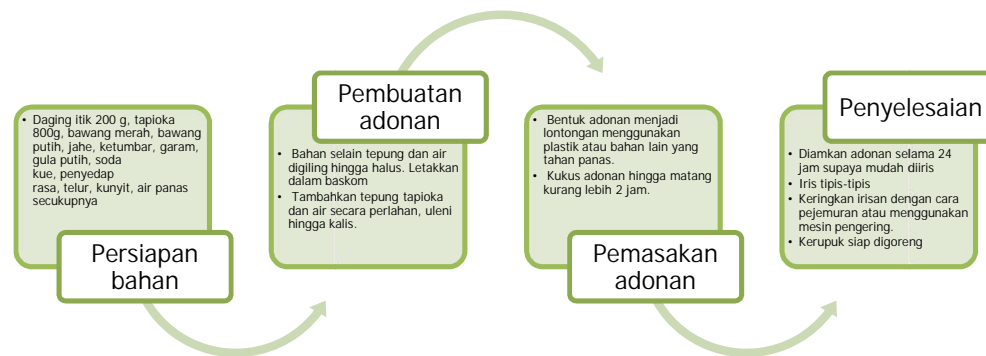 • Daging itik 200 g, tapioka
800g, bawang merah, bawang
putih, jahe, ketumbar, garam,
gula putih, soda
kue, penyedap
rasa, telur, kunyit, air panas
secukupnya
Persiapan
bahan
Pembuatan
adonan
• Bahan selain tepung dan air
digiling hingga halus. Letakkan
dalam baskom
• Tambahkan tepung tapioka
dan air secara perlahan, uleni
hingga kalis.
• Bentuk adonan menjadi
lontongan menggunakan
plastik atau bahan lain yang
tahan panas.
• Kukus adonan hingga matang
kurang lebih 2 jam.
Pemasakan
adonan
Penyelesaian
• Diamkan adonan selama 24
jam supaya mudah diiris
• Iris tipis-tipis
• Keringkan irisan dengan cara
pejemuran atau menggunakan
mesin pengering.
• Kerupuk siap digoreng